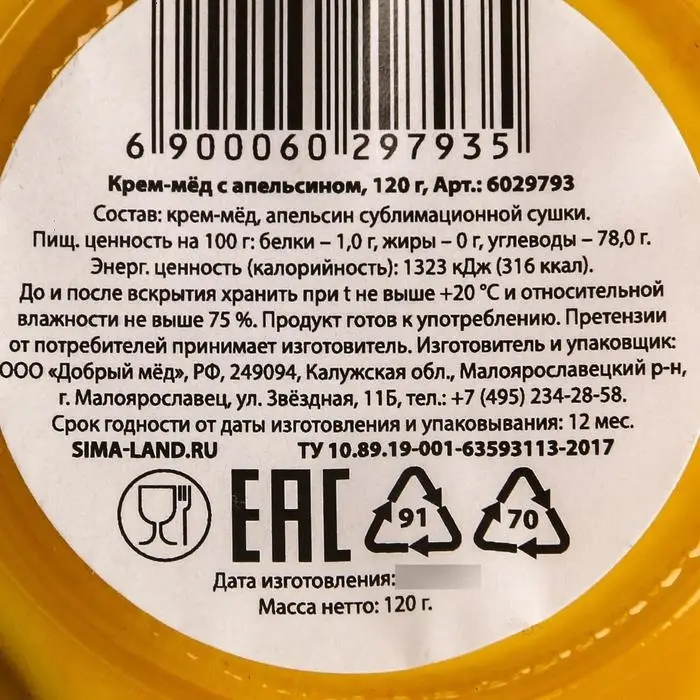 6 900060 297935
Крем-мёд с апельсином, 120 г, Арт.: 6029793
Состав: крем-мёд, апельсин сублимационной сушки.
Пищ. ценность на 100 г: белки – 1,0 г, жиры – 0 г, углеводы – 78,0 г.
Энерг. ценность (калорийность): 1323 кДж (316 ккал).
До и после вскрытия хранить при t не выше +20 °С и относительной
влажности не выше 75 %. Продукт готов к употреблению. Претензии
от потребителей принимает изготовитель. Изготовитель и упаковщик:
ООО «Добрый мёд», РФ, 249094, Калужская обл., Малоярославецкий р-н,
г. Малоярославец, ул. Звёздная, 11Б, тел.: +7 (495) 234-28-58.
Срок годности от даты изготовления и упаковывания: 12 мес.
SIMA-LAND.RU ТУ 10.89.19-001-63593113-2017
EAC 91 70
Дата изготовления:
Масса нетто: 120 г.